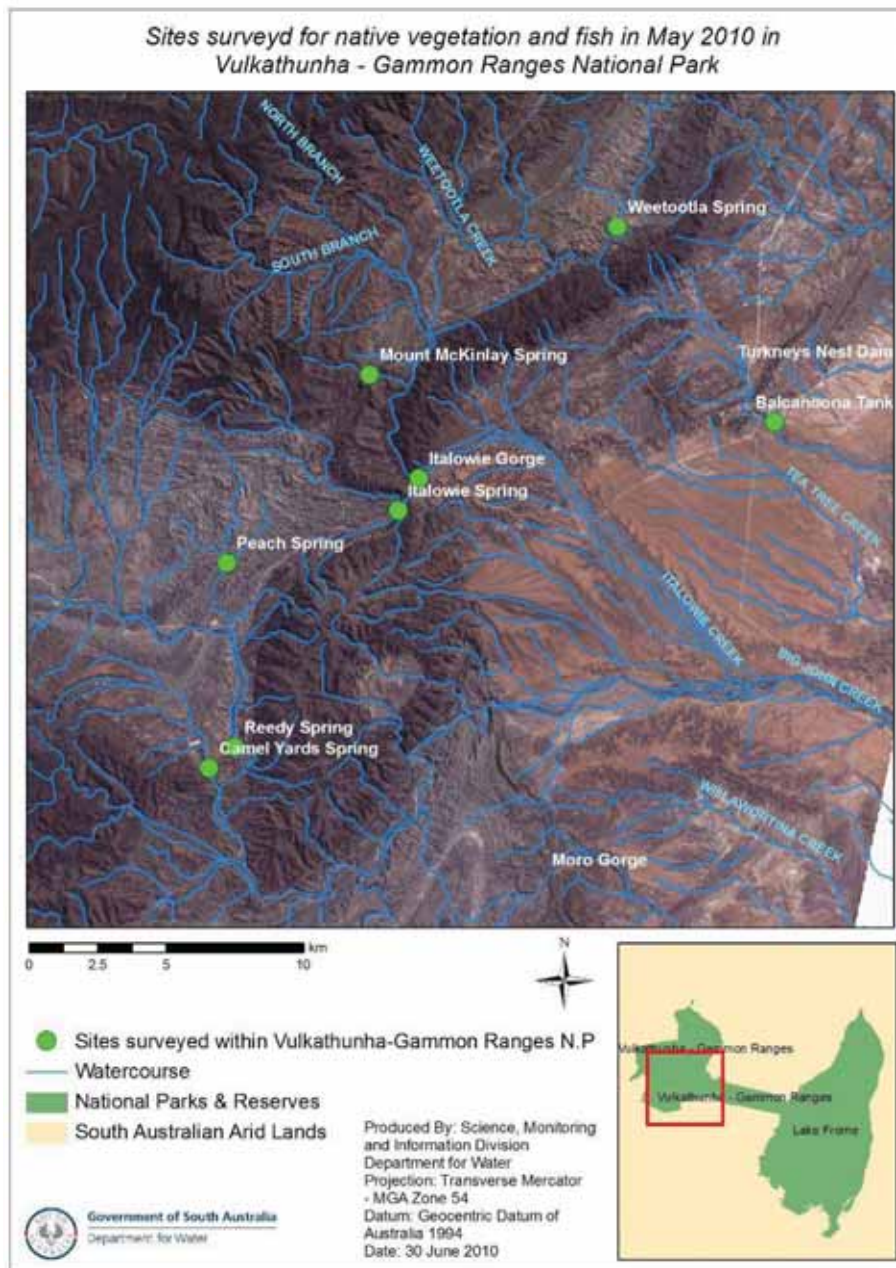 Sites surveyd for native vegetation and fish in May 2010 in
Vulkathunha - Gammon Ranges National Park
NORTH BRANCH
WEETOOTLA CREEK
Weetootla Spring
SOUTH BRANCH
Mount McKinlay Spring
Turkneys Nest Dam
Balcanoona Tank
Italowie Gorge
Italowie Spring
TEA TREE CREEK
Peach Spring
ITALOWIE CREEK
BIG JOHN CREEK
Reedy Spring
Camel Yards Spring
WILLAWORTINA CREEK
Moro Gorge
km
0 2.5 5 10
N
Sites surveyed within Vulkathunha-Gammon Ranges N.P
Watercourse
National Parks & Reserves
South Australian Arid Lands
Produced By: Science, Monitoring
and Information Division
Department for Water
Projection: Transverse Mercator
- MGA Zone 54
Datum: Geocentric Datum of
Australia 1994
Date: 30 June 2010
Government of South Australia
Department for Water
Vulkathunha - Gammon Ranges
Vulkathunha - Gammon Ranges
Lake Frome